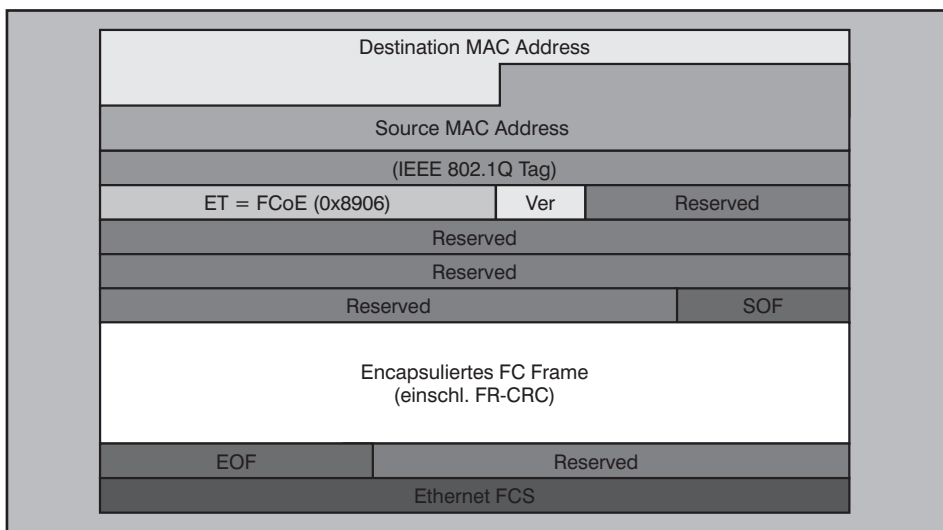 Destination MAC Address
Source MAC Address
(IEEE 802.1Q Tag)
ET = FCoE (0x8906)
Ver
Reserved
Reserved
Reserved
Reserved
SOF
Encapsuliertes FC Frame
(einschl. FR-CRC)
EOF
Reserved
Ethernet FCS